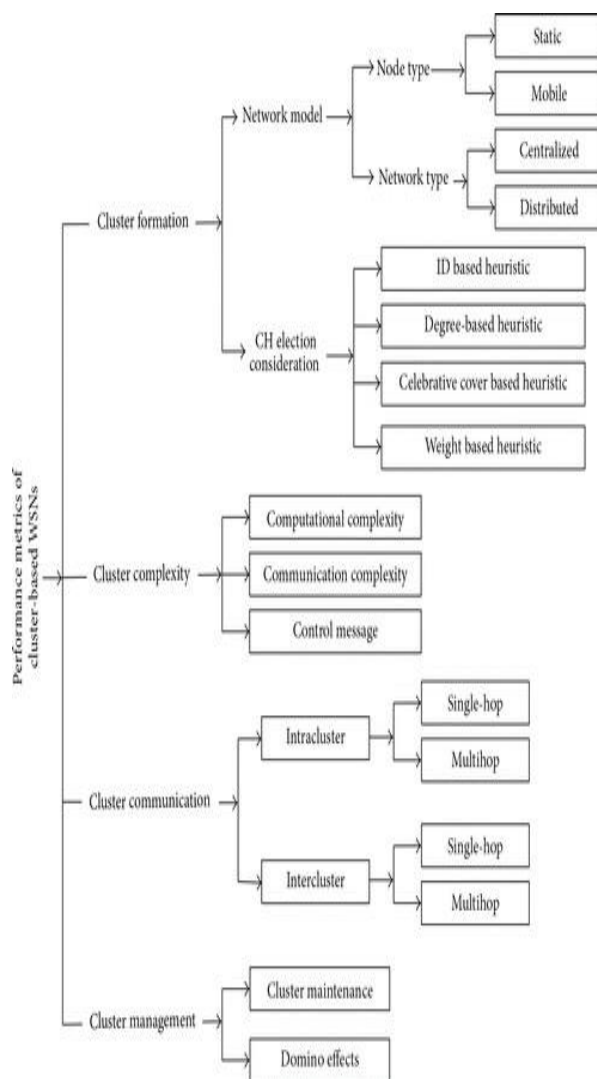 Performance metrics of
cluster-based WSNs
Cluster formation
Network model
Node type
Static
Mobile
Network type
Centralized
Distributed
CH election
consideration
ID based heuristic
Degree-based heuristic
Celebrative cover based heuristic
Weight based heuristic
Cluster complexity
Computational complexity
Communication complexity
Control message
Cluster communication
Intracluster
Single-hop
Multihop
Intercluster
Single-hop
Multihop
Cluster management
Cluster maintenance
Domino effects